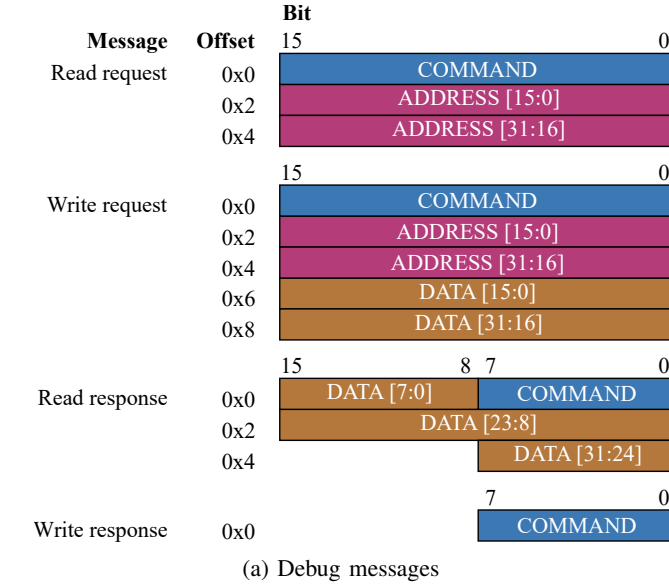 Bit
Message Offset 15 0
Read request 0x0 COMMAND
0x2 ADDRESS [15:0]
0x4 ADDRESS [31:16]
15 0
Write request 0x0 COMMAND
0x2 ADDRESS [15:0]
0x4 ADDRESS [31:16]
0x6 DATA [15:0]
0x8 DATA [31:16]
15 8 7 0
Read response 0x0 DATA [7:0] COMMAND
0x2 DATA [23:8]
0x4 DATA [31:24]
7 0
Write response 0x0 COMMAND
(a) Debug messages